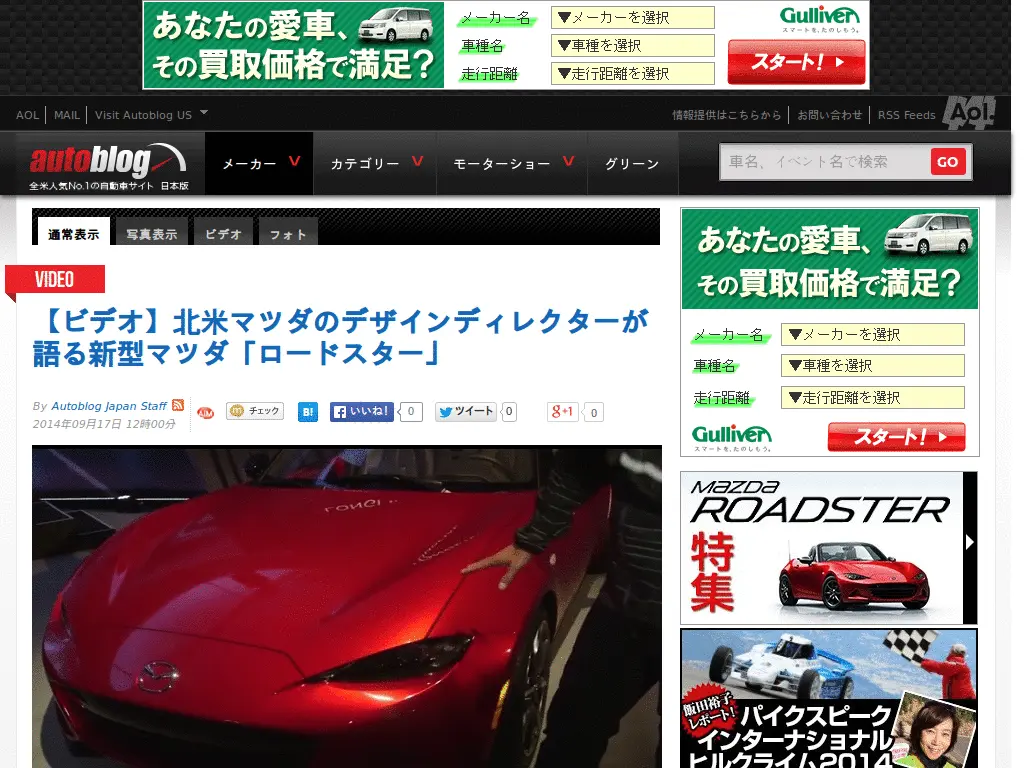 あなたの愛車、
その買取価格で満足?
メーカー名
▼メーカーを選択
車種名
▼車種を選択
走行距離
▼走行距離を選択
Gulliver
スマートを、たのしもう。
スタート!
AOL
MAIL
Visit Autoblog US
情報提供はこちらから
お問い合わせ
RSS Feeds
Aol.
autoblog
全米人気No.1の自動車サイト 日本版
メーカー
カテゴリー
モーターショー
グリーン
車名、イベント名で検索
GO
通常表示
写真表示
ビデオ
フォト
VIDEO
【ビデオ】北米マツダのデザインディレクターが
語る新型マツダ「ロードスター」
By Autoblog Japan Staff
2014年09月17日 12時00分
AIM
チェック
B!
いいね!
0
ツイート
0
g+1
0
あなたの愛車、
その買取価格で満足?
メーカー名
▼メーカーを選択
車種名
▼車種を選択
走行距離
▼走行距離を選択
Gulliver
スマートを、たのしもう。
スタート!
MAZDA
ROADSTER
特集
飯田裕子
レポート!
パイクスピーク
インターナショナル
ヒルクライム2014